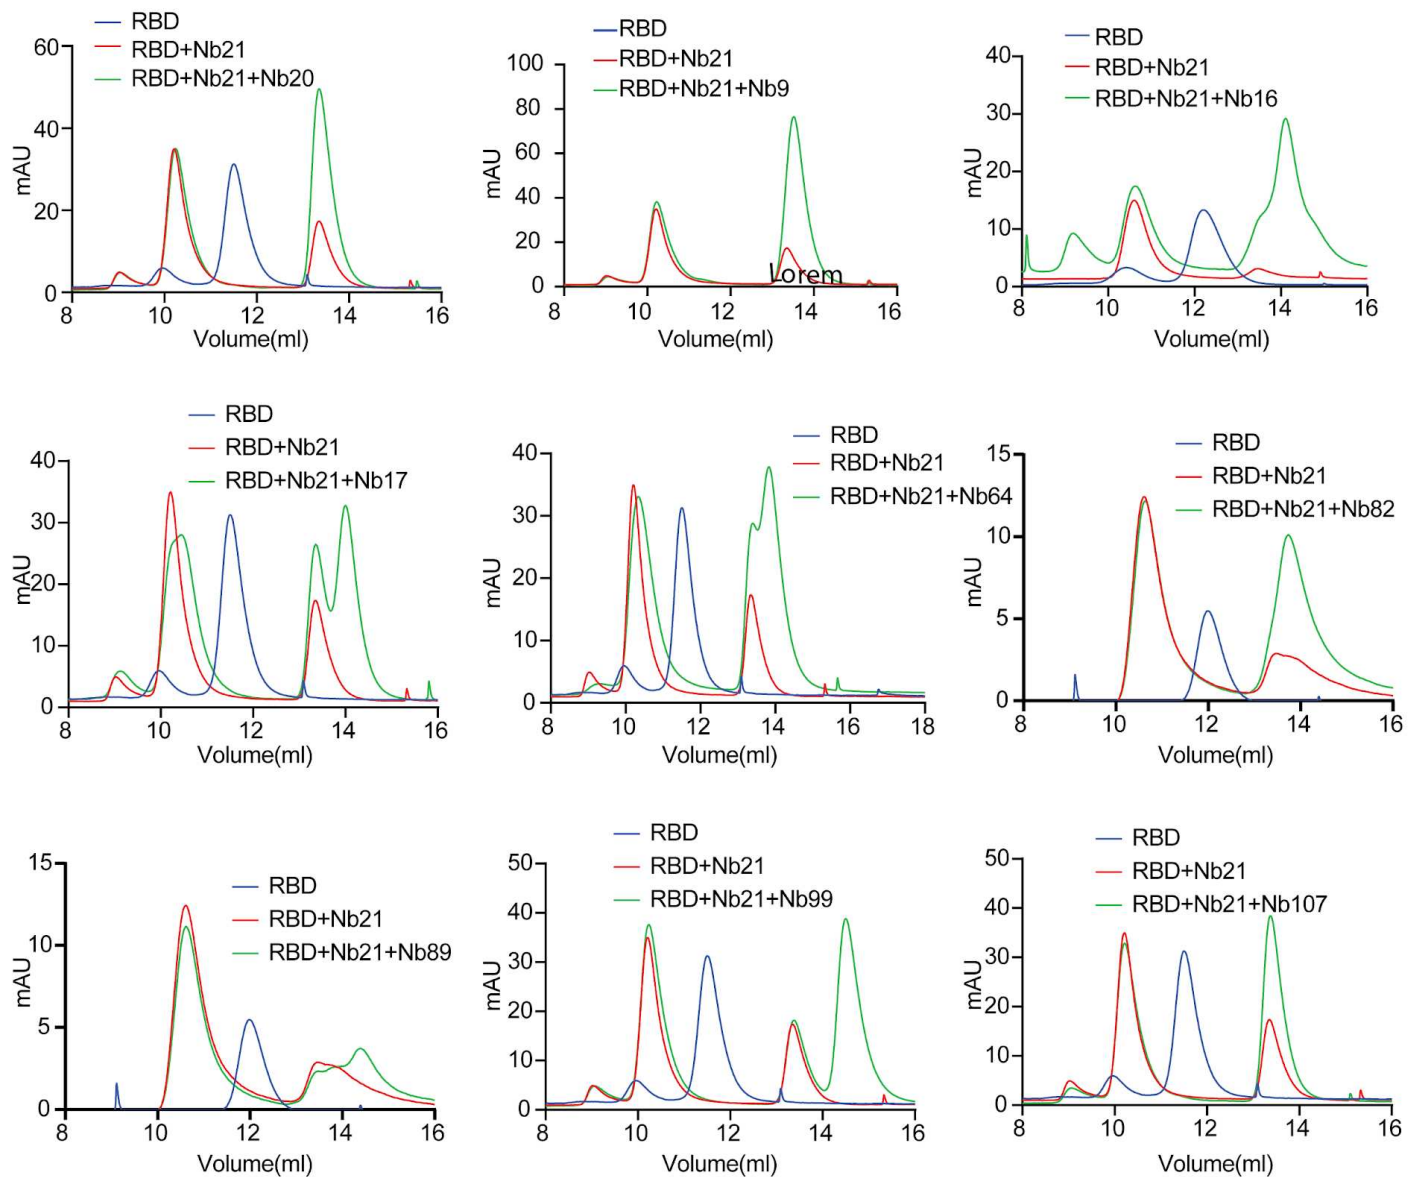 RBD
RBD+Nb21
RBD+Nb21+Nb20
60
40
20
0
mAU
8 10 12 14 16
Volume(ml)
RBD
RBD+Nb21
RBD+Nb21+Nb9
100
80
60
40
20
0
mAU
Lorem
8 10 12 14 16
Volume(ml)
RBD
RBD+Nb21
RBD+Nb21+Nb16
40
30
20
10
0
mAU
8 10 12 14 16
Volume(ml)
RBD
RBD+Nb21
RBD+Nb21+Nb17
40
30
20
10
0
mAU
8 10 12 14 16
Volume(ml)
RBD
RBD+Nb21
RBD+Nb21+Nb64
40
30
20
10
0
mAU
8 10 12 14 16 18
Volume(ml)
RBD
RBD+Nb21
RBD+Nb21+Nb82
15
10
5
0
mAU
8 10 12 14 16
Volume(ml)
RBD
RBD+Nb21
RBD+Nb21+Nb89
15
10
5
0
mAU
8 10 12 14 16
Volume(ml)
RBD
RBD+Nb21
RBD+Nb21+Nb99
50
40
30
20
10
0
mAU
8 10 12 14 16
Volume(ml)
RBD
RBD+Nb21
RBD+Nb21+Nb107
50
40
30
20
10
0
mAU
8 10 12 14 16
Volume(ml)